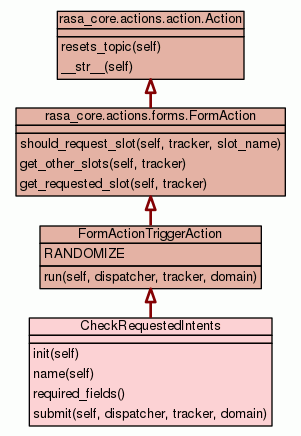 rasa_core.actions.action.Action
resets_topic(self)
__str__(self)
rasa_core.actions.forms.FormAction
should_request_slot(self, tracker, slot_name)
get_other_slots(self, tracker)
get_requested_slot(self, tracker)
FormActionTriggerAction
RANDOMIZE
run(self, dispatcher, tracker, domain)
CheckRequestedIntents
init(self)
name(self)
required_fields()
submit(self, dispatcher, tracker, domain)